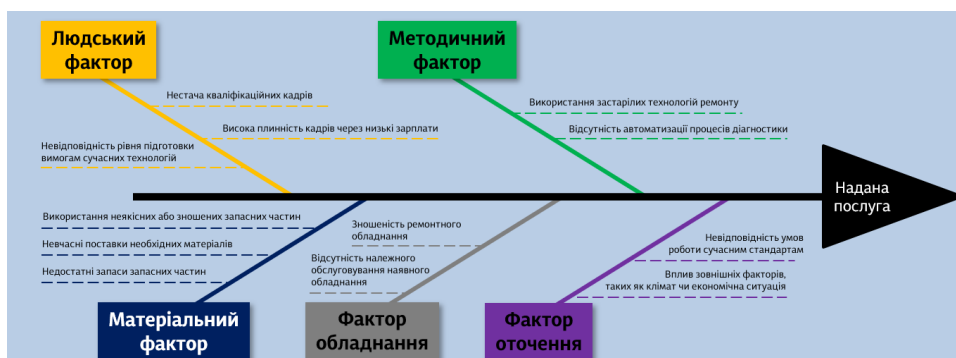 Людський
фактор
Методичний
фактор
Нестача кваліфікаційних кадрів
Використання застарілих технологій ремонту
Висока плинність кадрів через низькі зарплати
Відсутність автоматизації процесів діагностики
Невідповідність рівня підготовки
вимогам сучасних технологій
Надана
послуга
Використання неякісних або зношених запасних частин
Невчасні поставки необхідних матеріалів
Недостатні запаси запасних частин
Зношеність ремонтного
обладнання
Відсутність належного
обслуговування наявного
обладнання
Невідповідність умов
роботи сучасним стандартам
Вплив зовнішніх факторів,
таких як клімат чи економічна ситуація
Матеріальний
фактор
Фактор
обладнання
Фактор
оточення